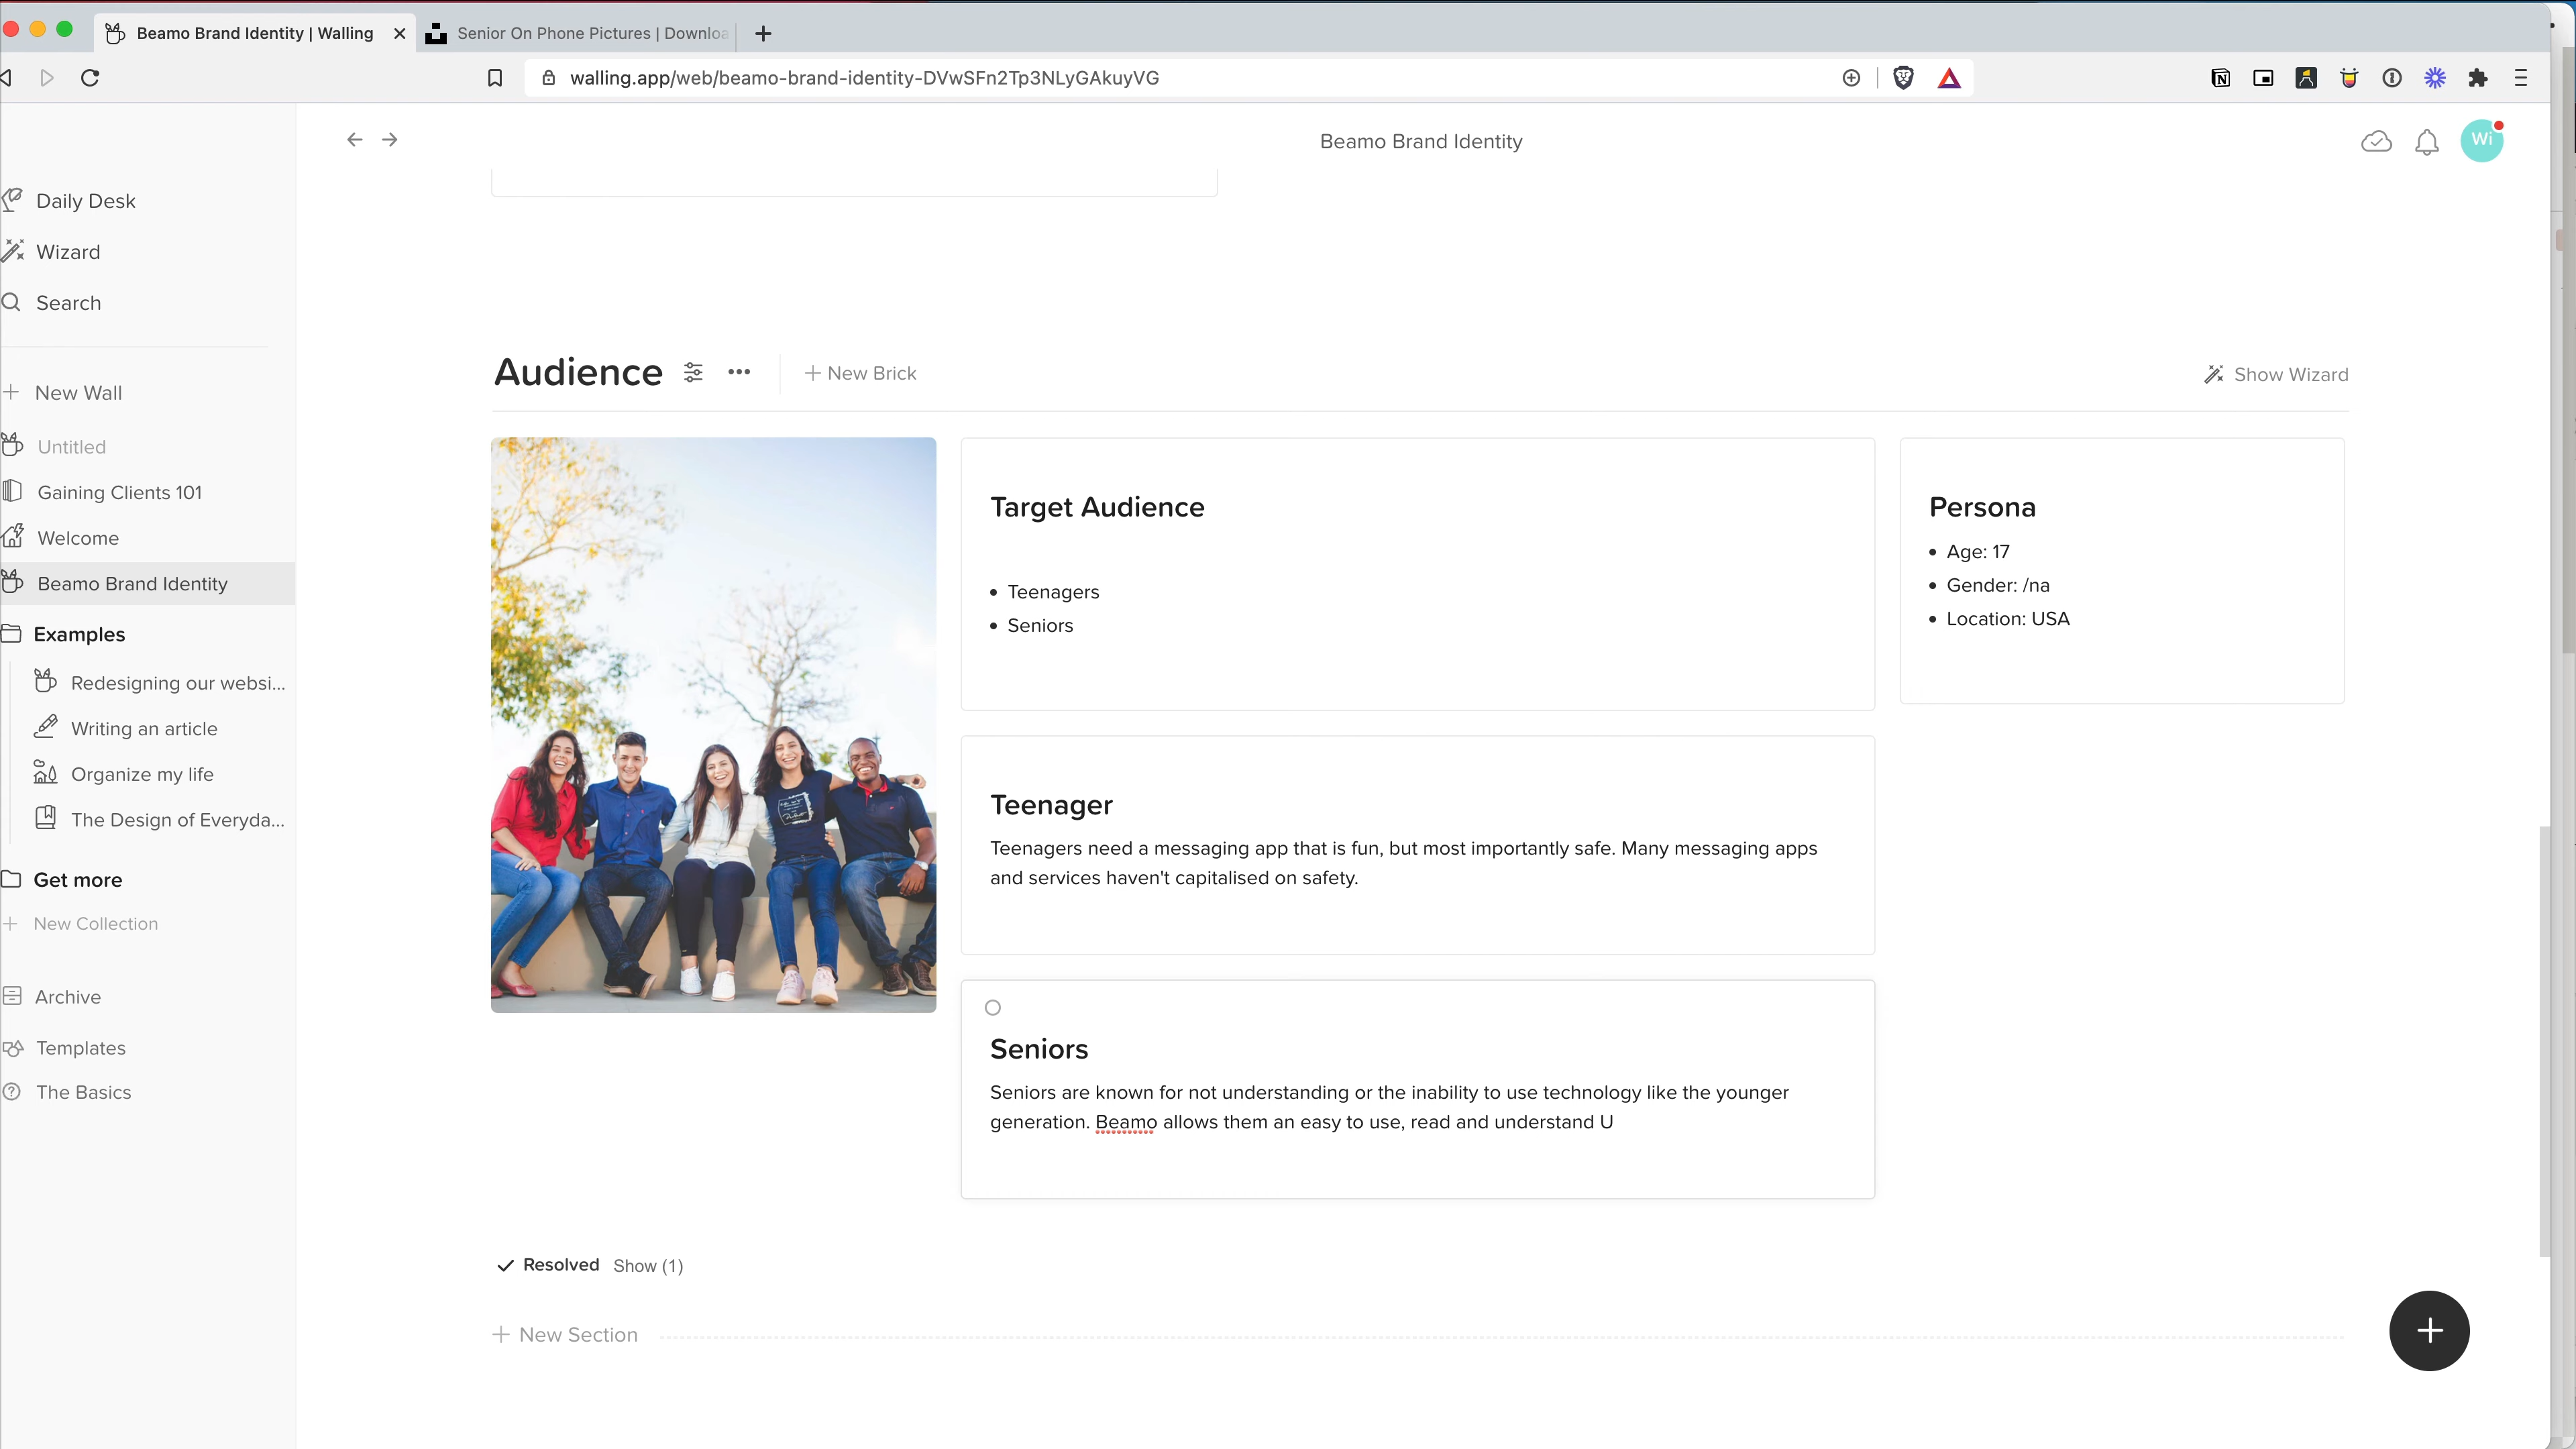 Beamo Brand Identity | Walling
Senior On Phone Pictures | Downloa
walling.app/web/beamo-brand-identity-DVwSFn2Tp3NLyGAkuyVG
Beamo Brand Identity
Wi
Daily Desk
Wizard
Search
New Wall
Untitled
Gaining Clients 101
Welcome
Beamo Brand Identity
Examples
Redesigning our websi...
Writing an article
Organize my life
The Design of Everyda...
Get more
New Collection
Archive
Templates
The Basics
Audience
New Brick
Show Wizard
Target Audience
• Teenagers
• Seniors
Persona
• Age: 17
• Gender: /na
• Location: USA
Teenager
Teenagers need a messaging app that is fun, but most importantly safe. Many messaging apps
and services haven't capitalised on safety.
Seniors
Seniors are known for not understanding or the inability to use technology like the younger
generation. Beamo allows them an easy to use, read and understand U
Resolved Show (1)
New Section